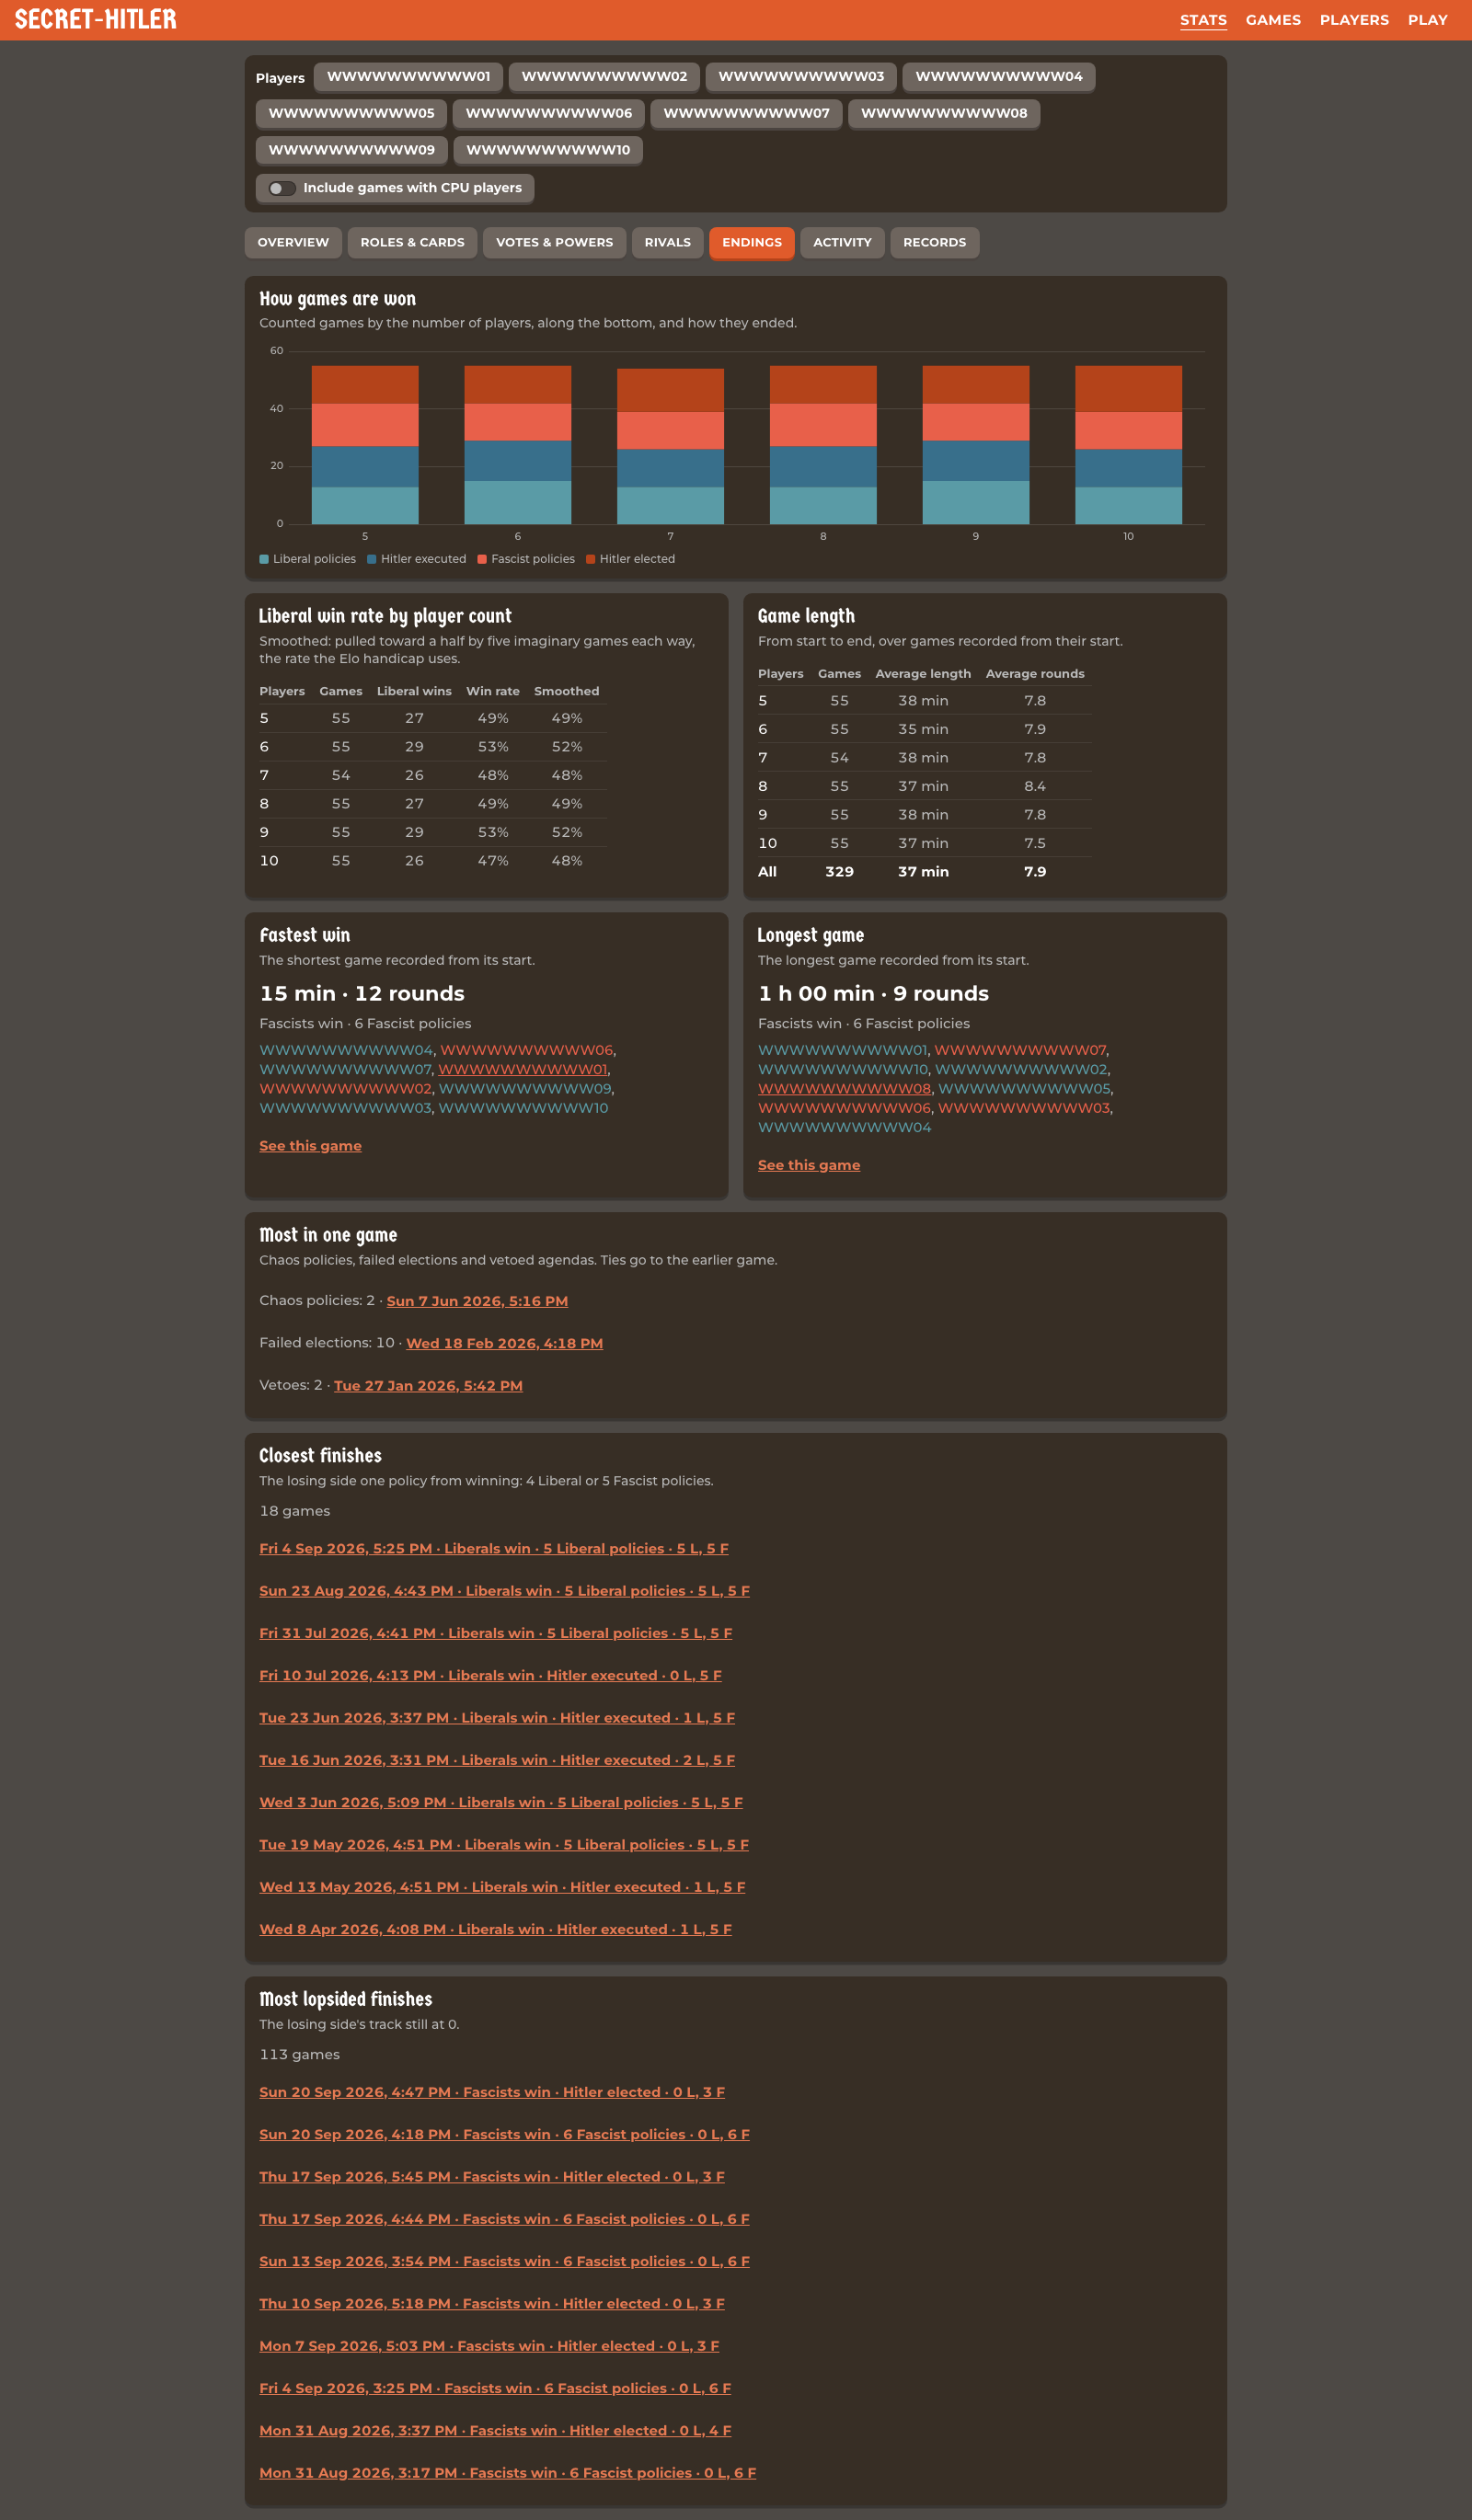 SECRET-HITLER
STATS GAMES PLAYERS PLAY
Players WWWWWWWWWW01 WWWWWWWWWW02 WWWWWWWWWW03 WWWWWWWWWW04
WWWWWWWWWW05 WWWWWWWWWW06 WWWWWWWWWW07 WWWWWWWWWW08
WWWWWWWWWW09 WWWWWWWWWW10
Include games with CPU players
OVERVIEW ROLES & CARDS VOTES & POWERS RIVALS ENDINGS ACTIVITY RECORDS
How games are won
Counted games by the number of players, along the bottom, and how they ended.
60
40
20
0
5 6 7 8 9 10
Liberal policies Hitler executed Fascist policies Hitler elected
Liberal win rate by player count
Smoothed: pulled toward a half by five imaginary games each way,
the rate the Elo handicap uses.
Players Games Liberal wins Win rate Smoothed
5 55 27 49% 49%
6 55 29 53% 52%
7 54 26 48% 48%
8 55 27 49% 49%
9 55 29 53% 52%
10 55 26 47% 48%
Game length
From start to end, over games recorded from their start.
Players Games Average length Average rounds
5 55 38 min 7.8
6 55 35 min 7.9
7 54 38 min 7.8
8 55 37 min 8.4
9 55 38 min 7.8
10 55 37 min 7.5
All 329 37 min 7.9
Fastest win
The shortest game recorded from its start.
15 min · 12 rounds
Fascists win · 6 Fascist policies
WWWWWWWWWW04, WWWWWWWWWW06,
WWWWWWWWWW07, WWWWWWWWWW01,
WWWWWWWWWW02, WWWWWWWWWW09,
WWWWWWWWWW03, WWWWWWWWWW10
See this game
Longest game
The longest game recorded from its start.
1 h 00 min · 9 rounds
Fascists win · 6 Fascist policies
WWWWWWWWWW01, WWWWWWWWWW07,
WWWWWWWWWW10, WWWWWWWWWW02,
WWWWWWWWWW08, WWWWWWWWWW05,
WWWWWWWWWW06, WWWWWWWWWW03,
WWWWWWWWWW04
See this game
Most in one game
Chaos policies, failed elections and vetoed agendas. Ties go to the earlier game.
Chaos policies: 2 · Sun 7 Jun 2026, 5:16 PM
Failed elections: 10 · Wed 18 Feb 2026, 4:18 PM
Vetoes: 2 · Tue 27 Jan 2026, 5:42 PM
Closest finishes
The losing side one policy from winning: 4 Liberal or 5 Fascist policies.
18 games
Fri 4 Sep 2026, 5:25 PM · Liberals win · 5 Liberal policies · 5 L, 5 F
Sun 23 Aug 2026, 4:43 PM · Liberals win · 5 Liberal policies · 5 L, 5 F
Fri 31 Jul 2026, 4:41 PM · Liberals win · 5 Liberal policies · 5 L, 5 F
Fri 10 Jul 2026, 4:13 PM · Liberals win · Hitler executed · 0 L, 5 F
Tue 23 Jun 2026, 3:37 PM · Liberals win · Hitler executed · 1 L, 5 F
Tue 16 Jun 2026, 3:31 PM · Liberals win · Hitler executed · 2 L, 5 F
Wed 3 Jun 2026, 5:09 PM · Liberals win · 5 Liberal policies · 5 L, 5 F
Tue 19 May 2026, 4:51 PM · Liberals win · 5 Liberal policies · 5 L, 5 F
Wed 13 May 2026, 4:51 PM · Liberals win · Hitler executed · 1 L, 5 F
Wed 8 Apr 2026, 4:08 PM · Liberals win · Hitler executed · 1 L, 5 F
Most lopsided finishes
The losing side's track still at 0.
113 games
Sun 20 Sep 2026, 4:47 PM · Fascists win · Hitler elected · 0 L, 3 F
Sun 20 Sep 2026, 4:18 PM · Fascists win · 6 Fascist policies · 0 L, 6 F
Thu 17 Sep 2026, 5:45 PM · Fascists win · Hitler elected · 0 L, 3 F
Thu 17 Sep 2026, 4:44 PM · Fascists win · 6 Fascist policies · 0 L, 6 F
Sun 13 Sep 2026, 3:54 PM · Fascists win · 6 Fascist policies · 0 L, 6 F
Thu 10 Sep 2026, 5:18 PM · Fascists win · Hitler elected · 0 L, 3 F
Mon 7 Sep 2026, 5:03 PM · Fascists win · Hitler elected · 0 L, 3 F
Fri 4 Sep 2026, 3:25 PM · Fascists win · 6 Fascist policies · 0 L, 6 F
Mon 31 Aug 2026, 3:37 PM · Fascists win · Hitler elected · 0 L, 4 F
Mon 31 Aug 2026, 3:17 PM · Fascists win · 6 Fascist policies · 0 L, 6 F